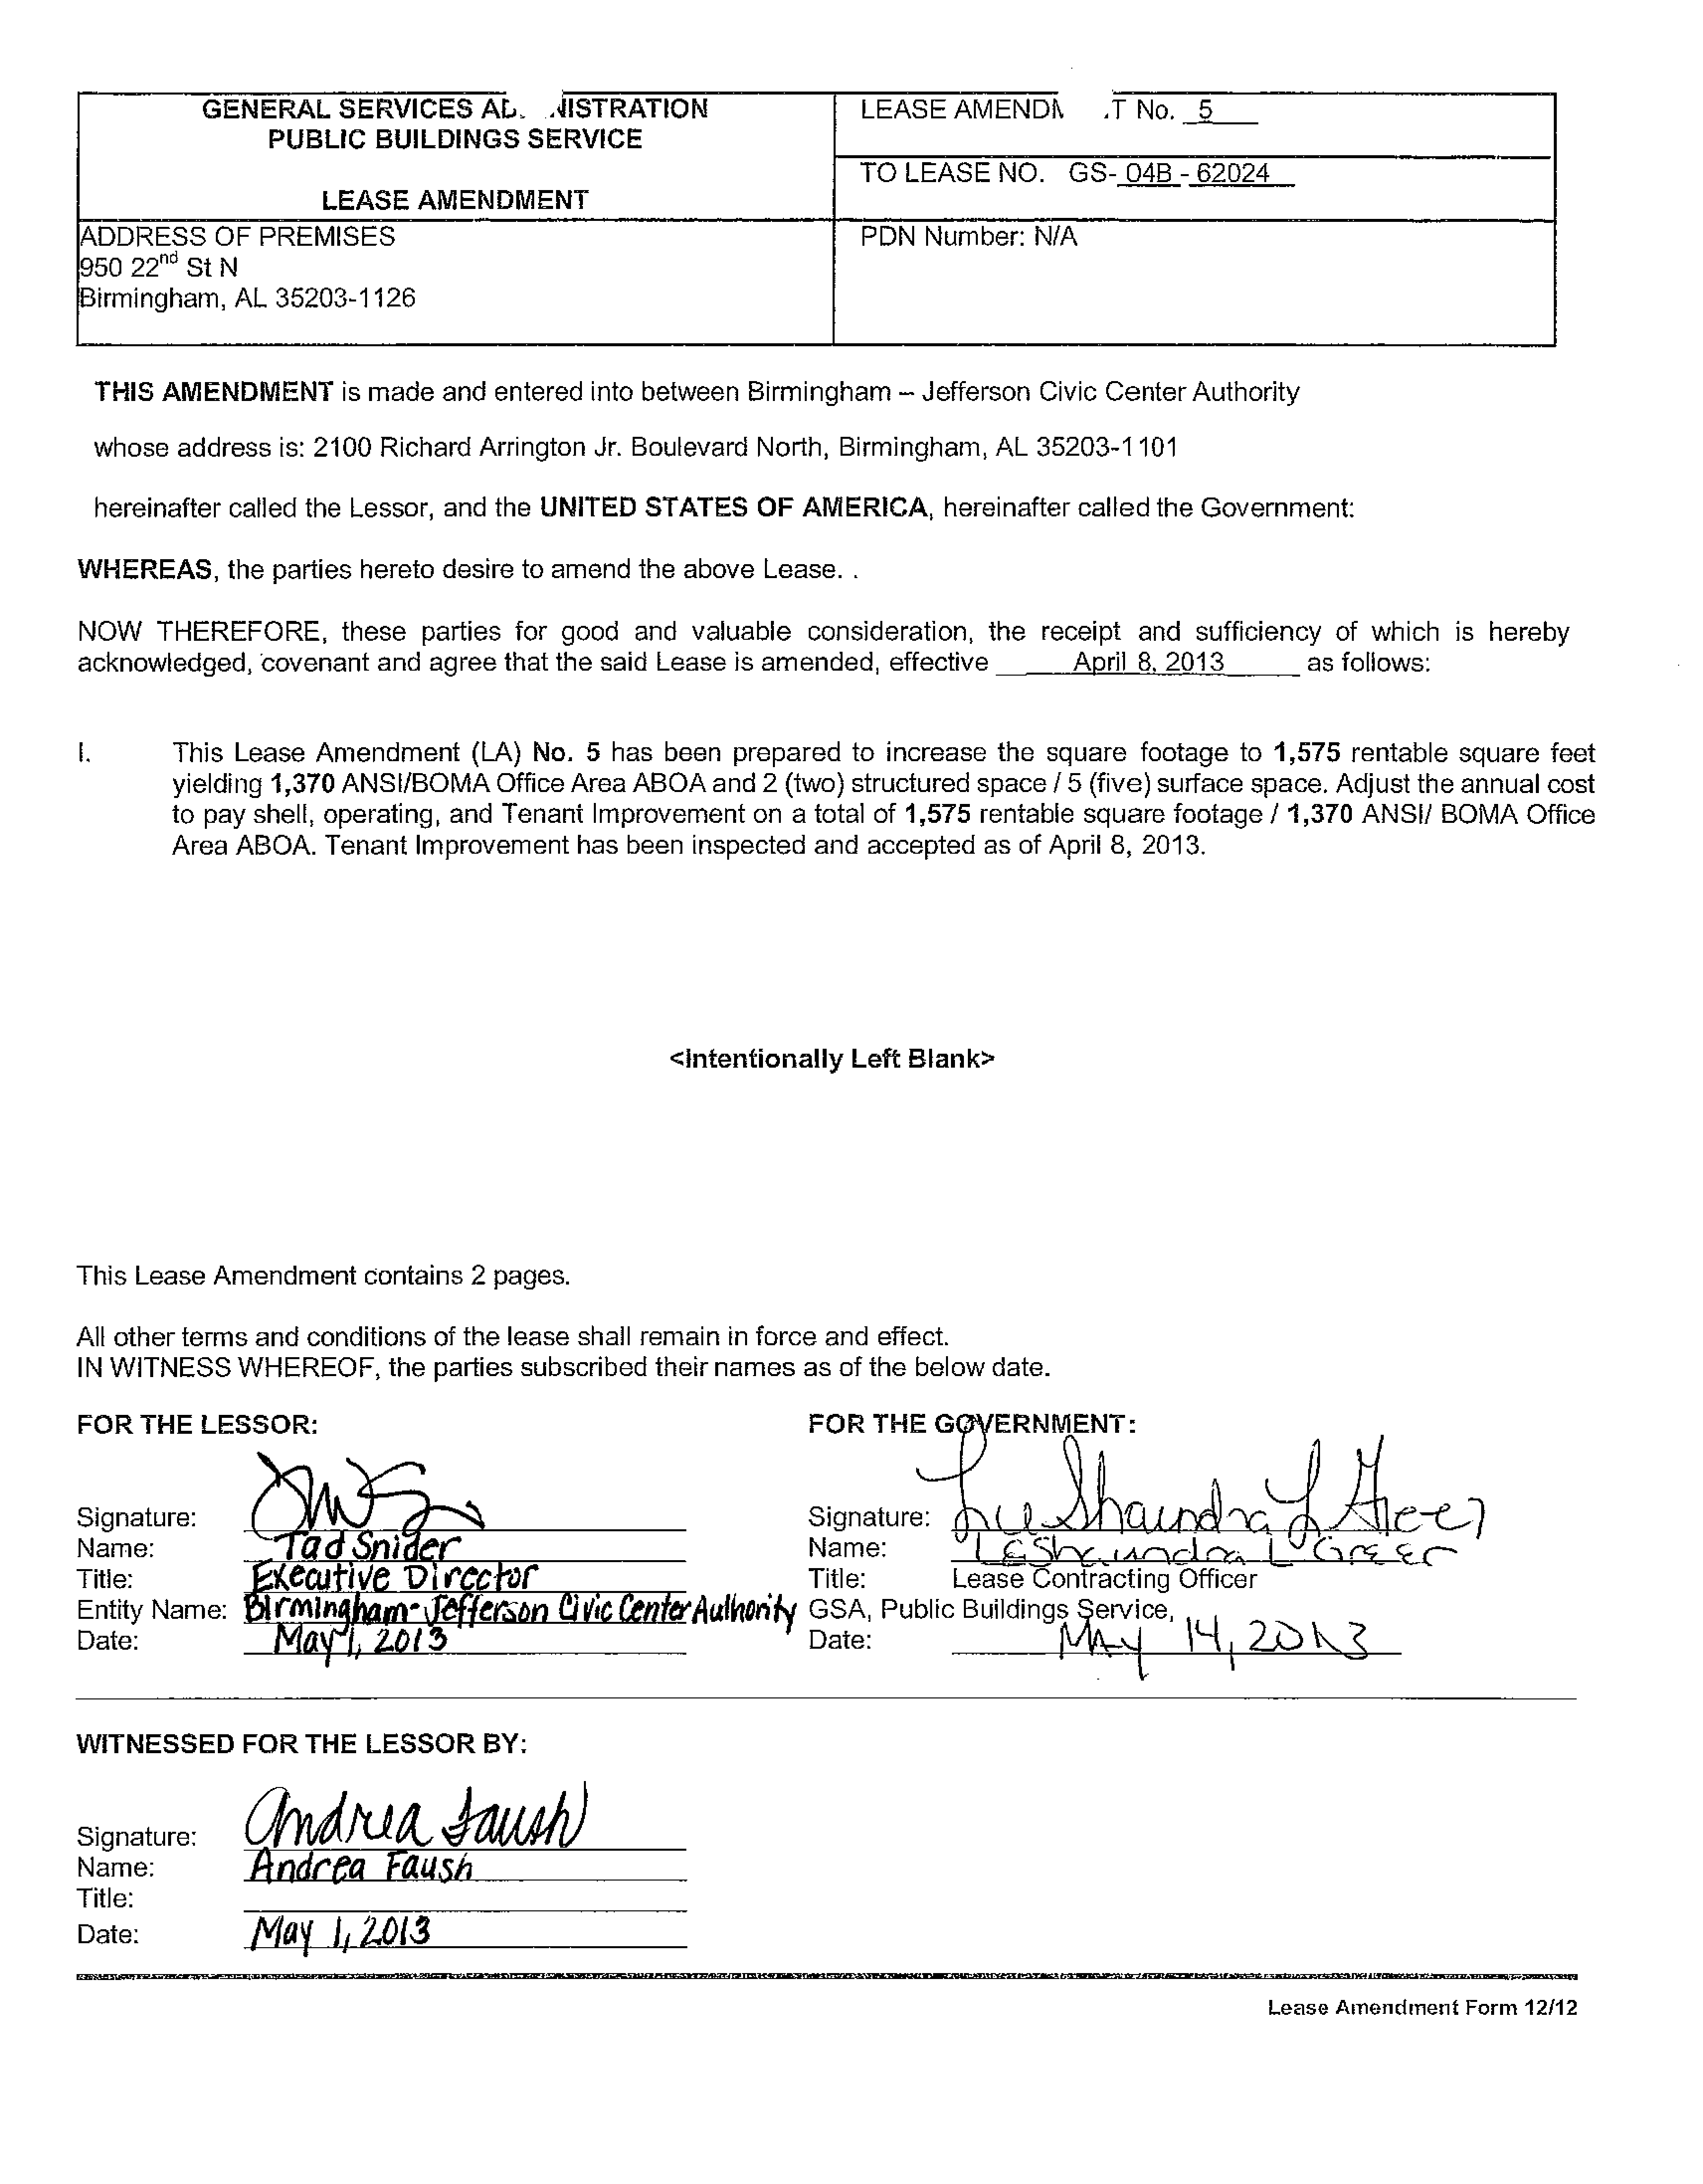 GENERAL SERVICES AD. .NISTRATION
PUBLIC BUILDINGS SERVICE
LEASE AMENDMENT
LEASE AMENDM .T No. 5
TO LEASE NO. GS- 04B - 62024
ADDRESS OF PREMISES
950 22nd St N
Birmingham, AL 35203-1126
PDN Number: N/A
THIS AMENDMENT is made and entered into between Birmingham – Jefferson Civic Center Authority
whose address is: 2100 Richard Arrington Jr. Boulevard North, Birmingham, AL 35203-1101
hereinafter called the Lessor, and the UNITED STATES OF AMERICA, hereinafter called the Government:
WHEREAS, the parties hereto desire to amend the above Lease. .
NOW THEREFORE, these parties for good and valuable consideration, the receipt and sufficiency of which is hereby
acknowledged, covenant and agree that the said Lease is amended, effective April 8, 2013 as follows:
I. This Lease Amendment (LA) No. 5 has been prepared to increase the square footage to 1,575 rentable square feet
yielding 1,370 ANSI/BOMA Office Area ABOA and 2 (two) structured space / 5 (five) surface space. Adjust the annual cost
to pay shell, operating, and Tenant Improvement on a total of 1,575 rentable square footage / 1,370 ANSI/ BOMA Office
Area ABOA. Tenant Improvement has been inspected and accepted as of April 8, 2013.
<Intentionally Left Blank>
This Lease Amendment contains 2 pages.
All other terms and conditions of the lease shall remain in force and effect.
IN WITNESS WHEREOF, the parties subscribed their names as of the below date.
FOR THE LESSOR:
Signature:
Name: Tad Snider
Title: Executive Director
Entity Name: Birmingham-Jefferson Civic Center Authority
Date: May 1, 2013
FOR THE GOVERNMENT:
Signature: LeShaundra L Greer
Name: LeShaundra L Greer
Title: Lease Contracting Officer
GSA, Public Buildings Service,
Date: May 14, 2013
WITNESSED FOR THE LESSOR BY:
Signature: Andrea Faush
Name: Andrea Faush
Title:
Date: May 1, 2013
Lease Amendment Form 12/12